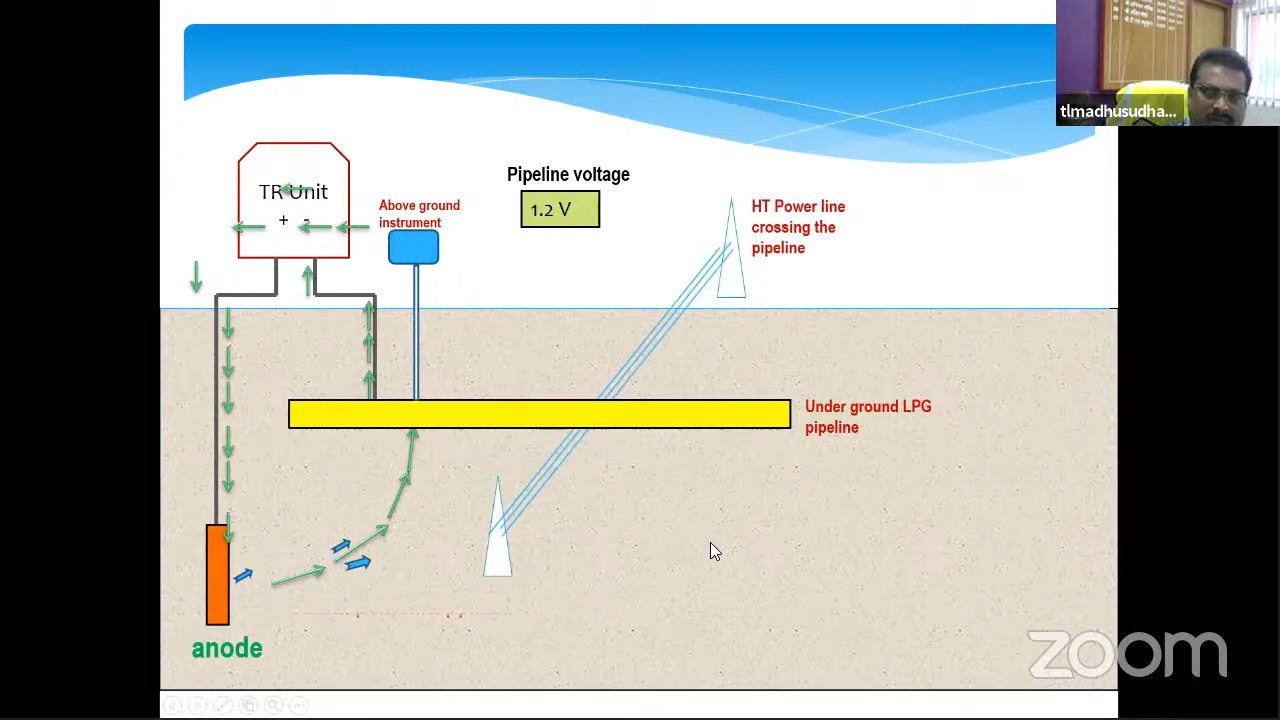 tlmadhusudha...
Pipeline voltage
1.2 V
TR Unit
+ -
Above ground
instrument
HT Power line
crossing the
pipeline
Under ground LPG
pipeline
anode
zoom